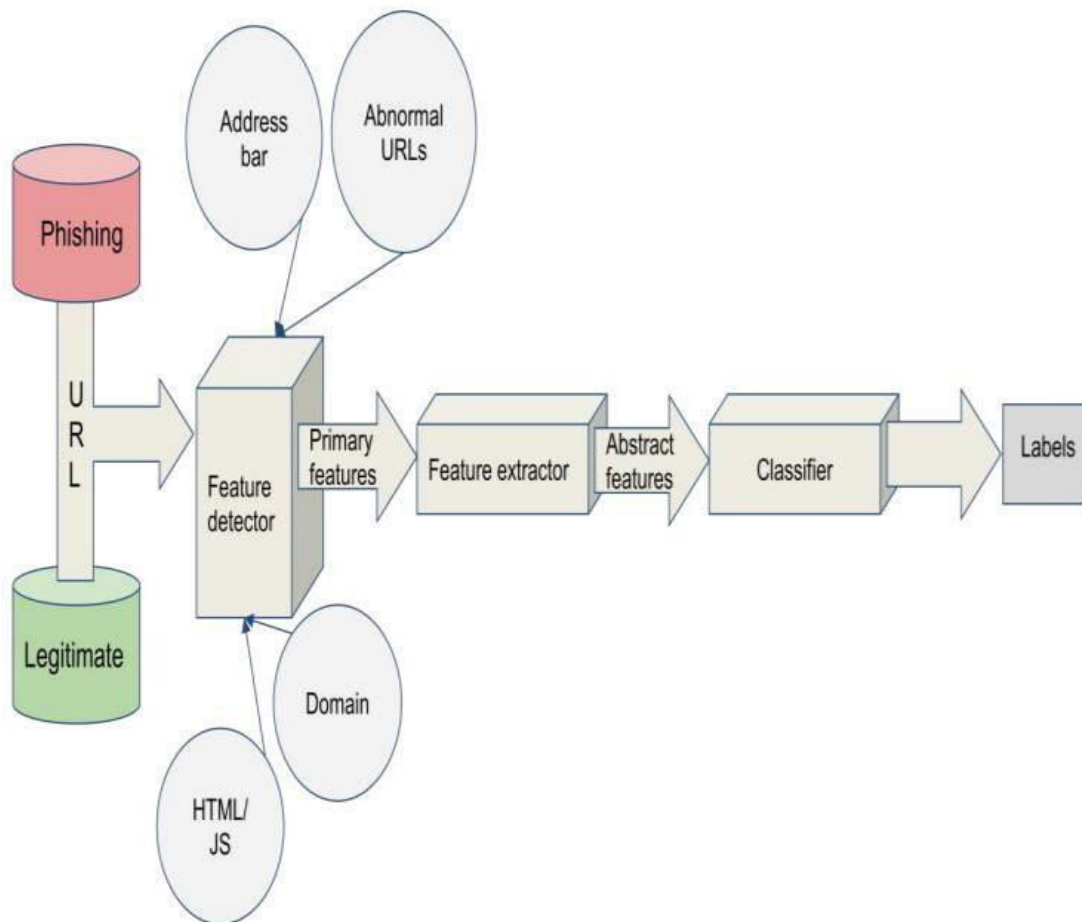 Address
bar
Abnormal
URLs
Phishing
U
R
L
Legitimate
Feature
detector
Primary
features
Feature extractor
Abstract
features
Classifier
Labels
Domain
HTML/
JS